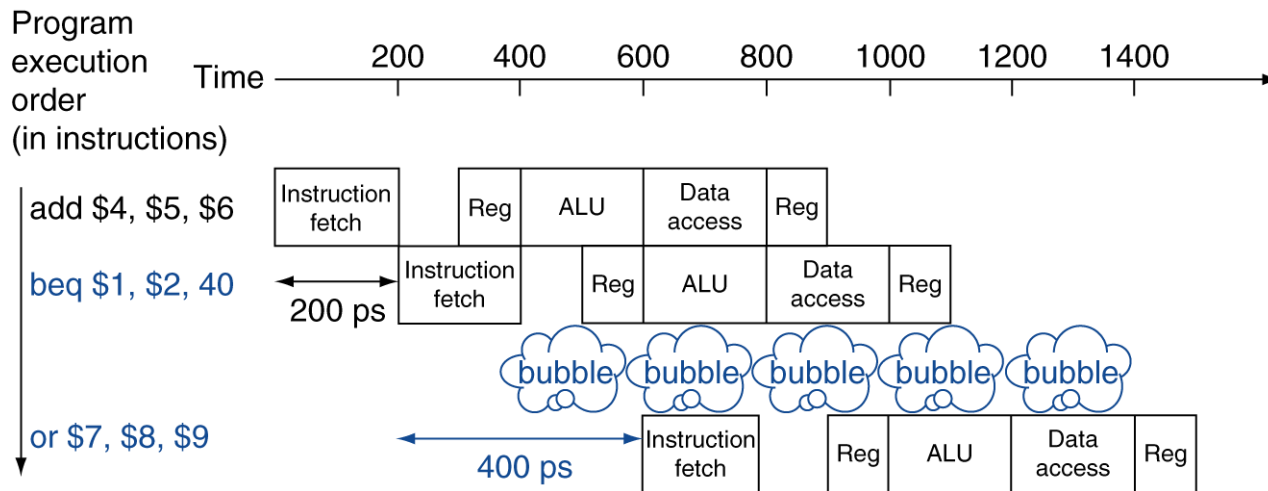 Program
execution
order
(in instructions)
Time
200 400 600 800 1000 1200 1400
add $4, $5, $6
Instruction
fetch
Reg
ALU
Data
access
Reg
beq $1, $2, 40
200 ps
Instruction
fetch
Reg
ALU
Data
access
Reg
bubble bubble bubble bubble bubble
or $7, $8, $9
400 ps
Instruction
fetch
Reg
ALU
Data
access
Reg